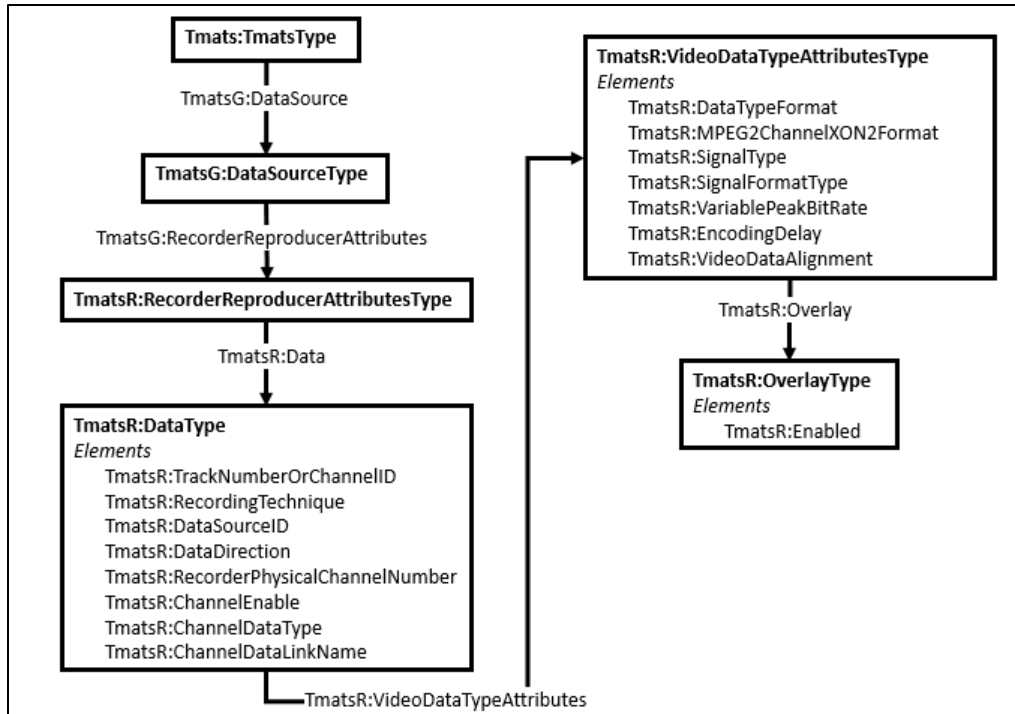 Tmats:TmatsType
TmatsG:DataSource
TmatsG:DataSourceType
TmatsG:RecorderReproducerAttributes
TmatsR:RecorderReproducerAttributesType
TmatsR:Data
TmatsR:DataType
Elements
TmatsR:TrackNumberOrChannelID
TmatsR:RecordingTechnique
TmatsR:DataSourceID
TmatsR:DataDirection
TmatsR:RecorderPhysicalChannelNumber
TmatsR:ChannelEnable
TmatsR:ChannelDataType
TmatsR:ChannelDataLinkName
TmatsR:VideoDataTypeAttributes
TmatsR:VideoDataTypeAttributesType
Elements
TmatsR:DataTypeFormat
TmatsR:MPEG2ChannelXON2Format
TmatsR:SignalType
TmatsR:SignalFormatType
TmatsR:VariablePeakBitRate
TmatsR:EncodingDelay
TmatsR:VideoDataAlignment
TmatsR:Overlay
TmatsR:OverlayType
Elements
TmatsR:Enabled